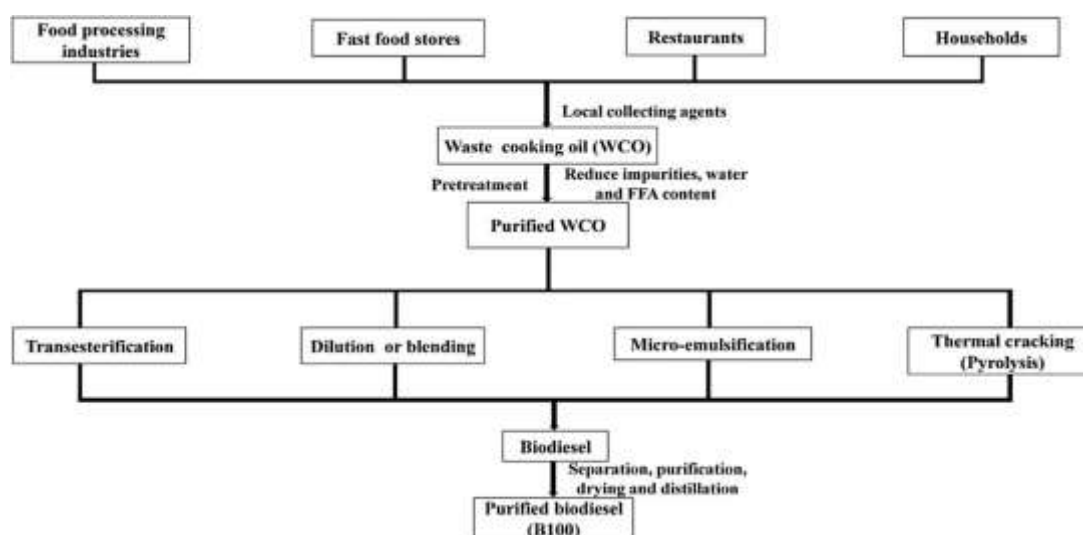 Food processing
industries
Fast food stores
Restaurants
Households
Local collecting agents
Waste cooking oil (WCO)
Pretreatment
Reduce impurities, water
and FFA content
Purified WCO
Transesterification
Dilution or blending
Micro-emulsification
Thermal cracking
(Pyrolysis)
Biodiesel
Separation, purification,
drying and distillation
Purified biodiesel
(B100)